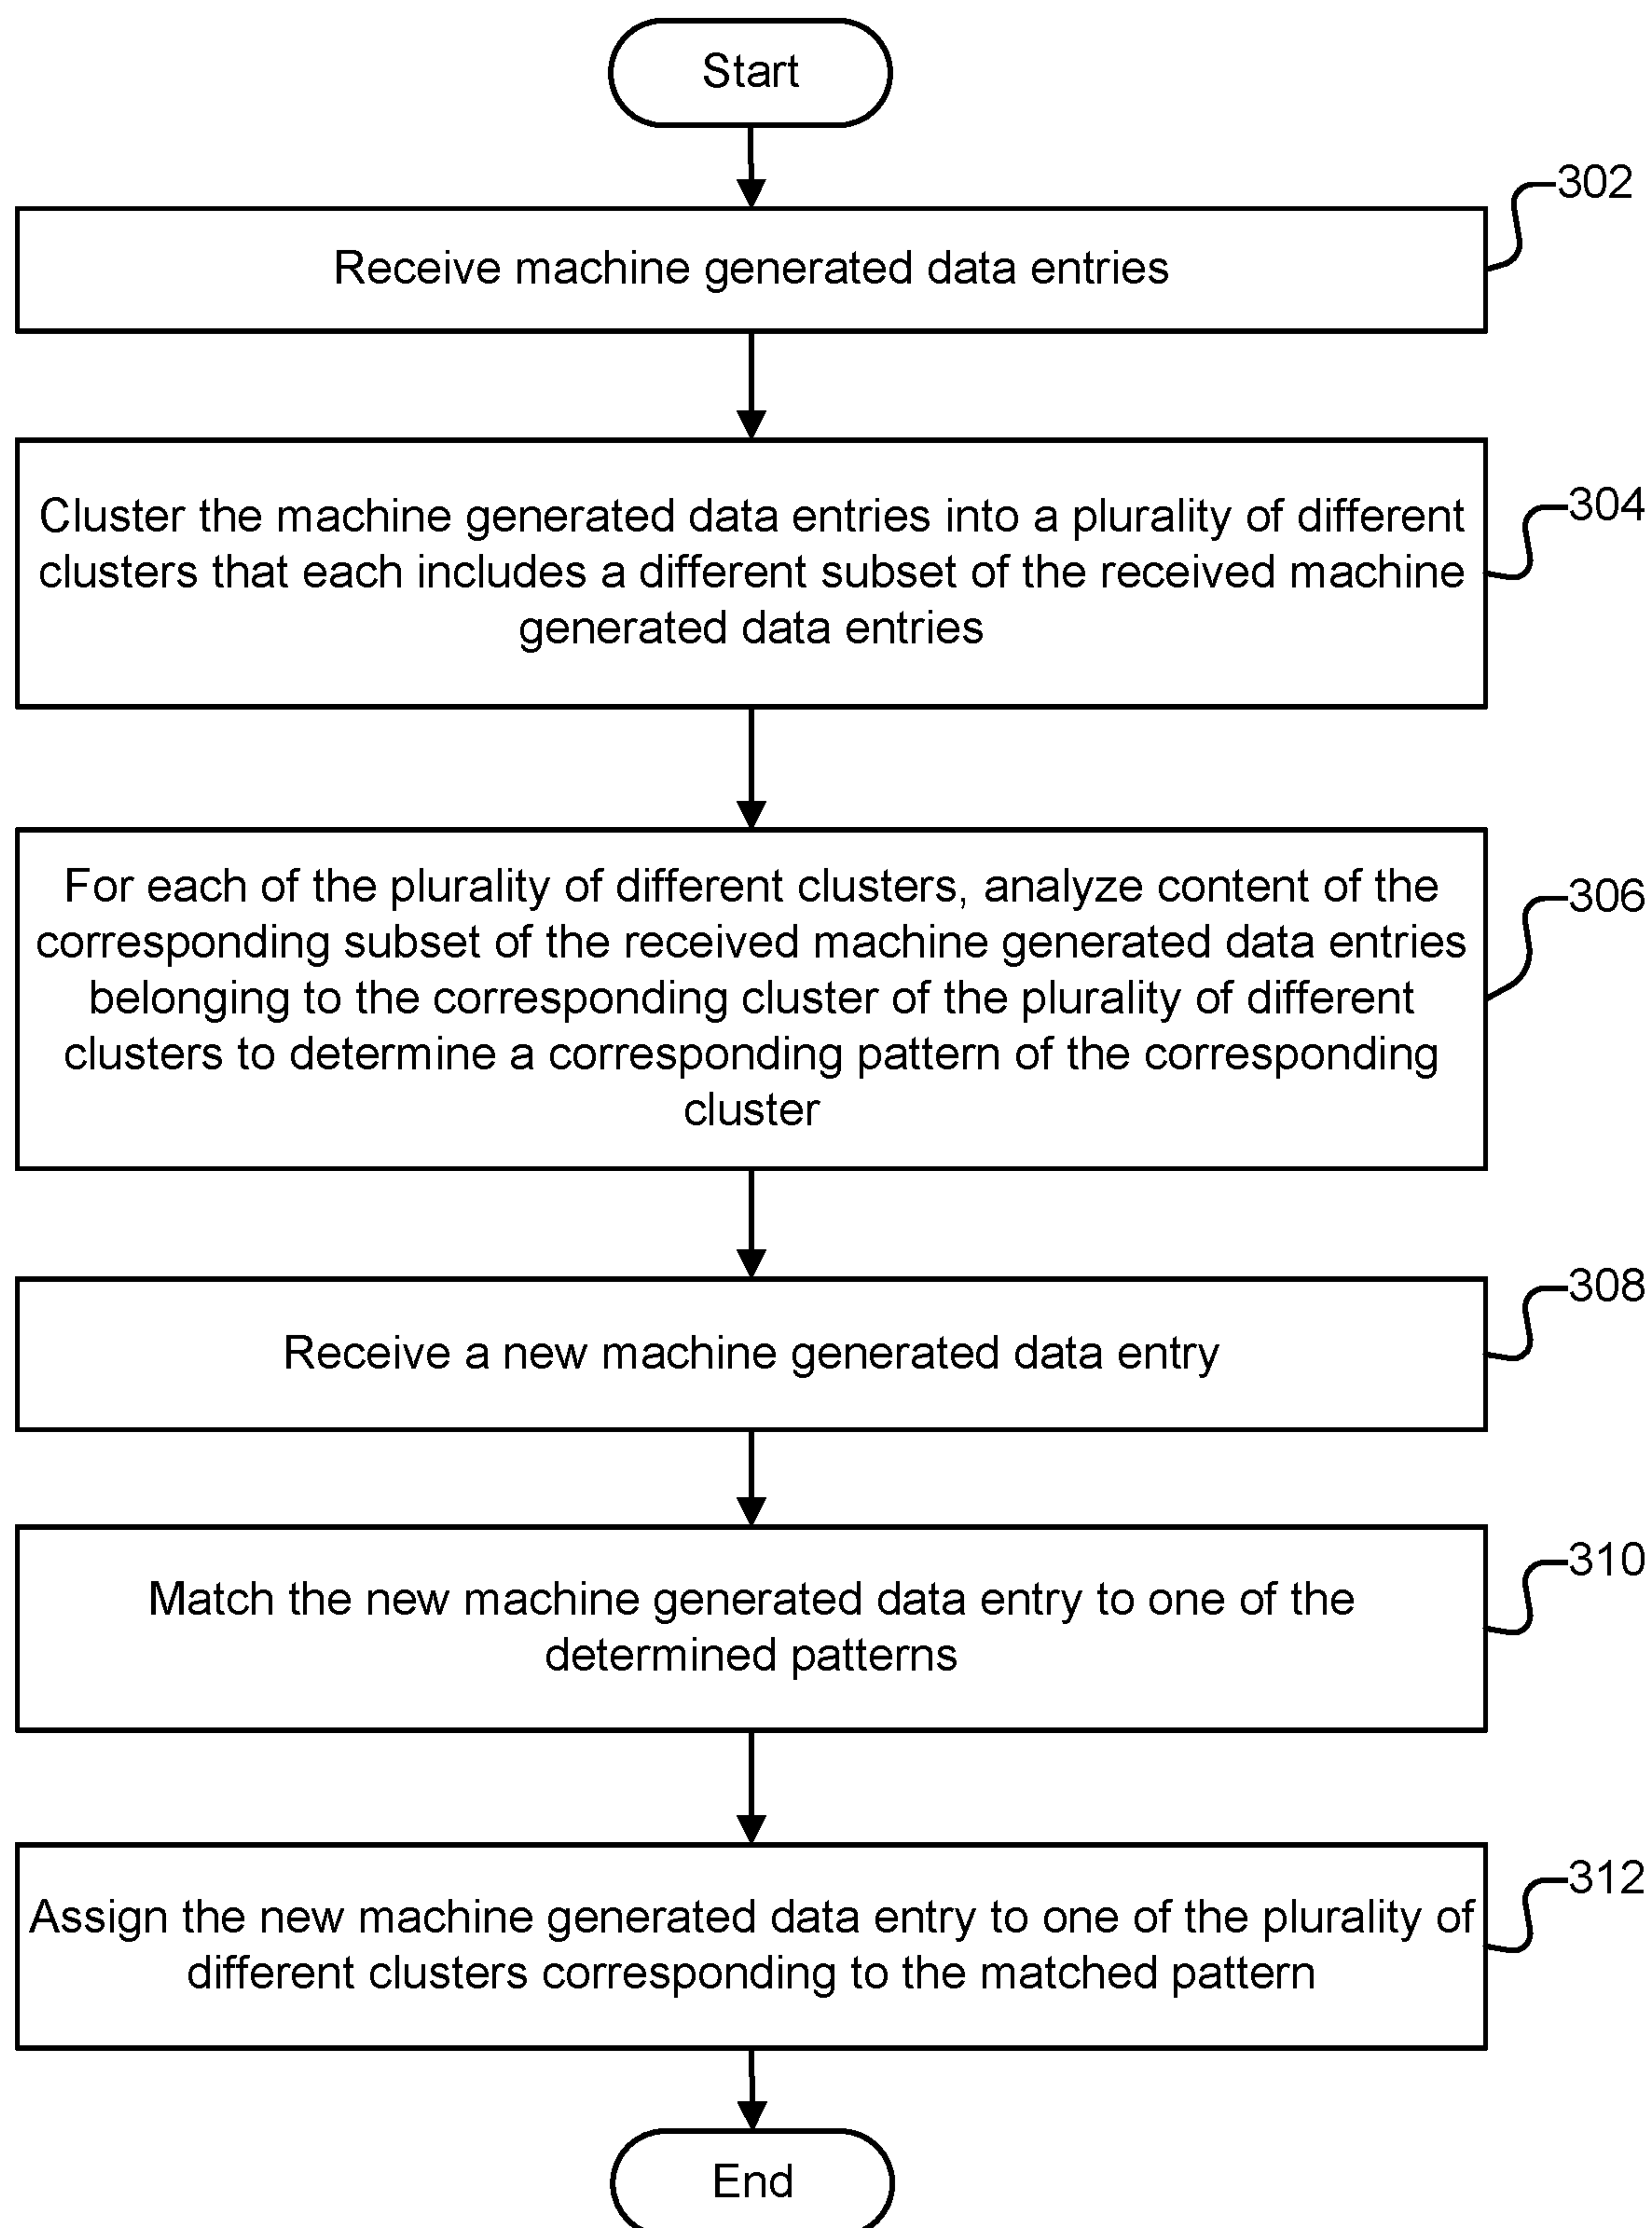 Start
302
Receive machine generated data entries
304
Cluster the machine generated data entries into a plurality of different
clusters that each includes a different subset of the received machine
generated data entries
306
For each of the plurality of different clusters, analyze content of the
corresponding subset of the received machine generated data entries
belonging to the corresponding cluster of the plurality of different
clusters to determine a corresponding pattern of the corresponding
cluster
308
Receive a new machine generated data entry
310
Match the new machine generated data entry to one of the
determined patterns
312
Assign the new machine generated data entry to one of the plurality of
different clusters corresponding to the matched pattern
End